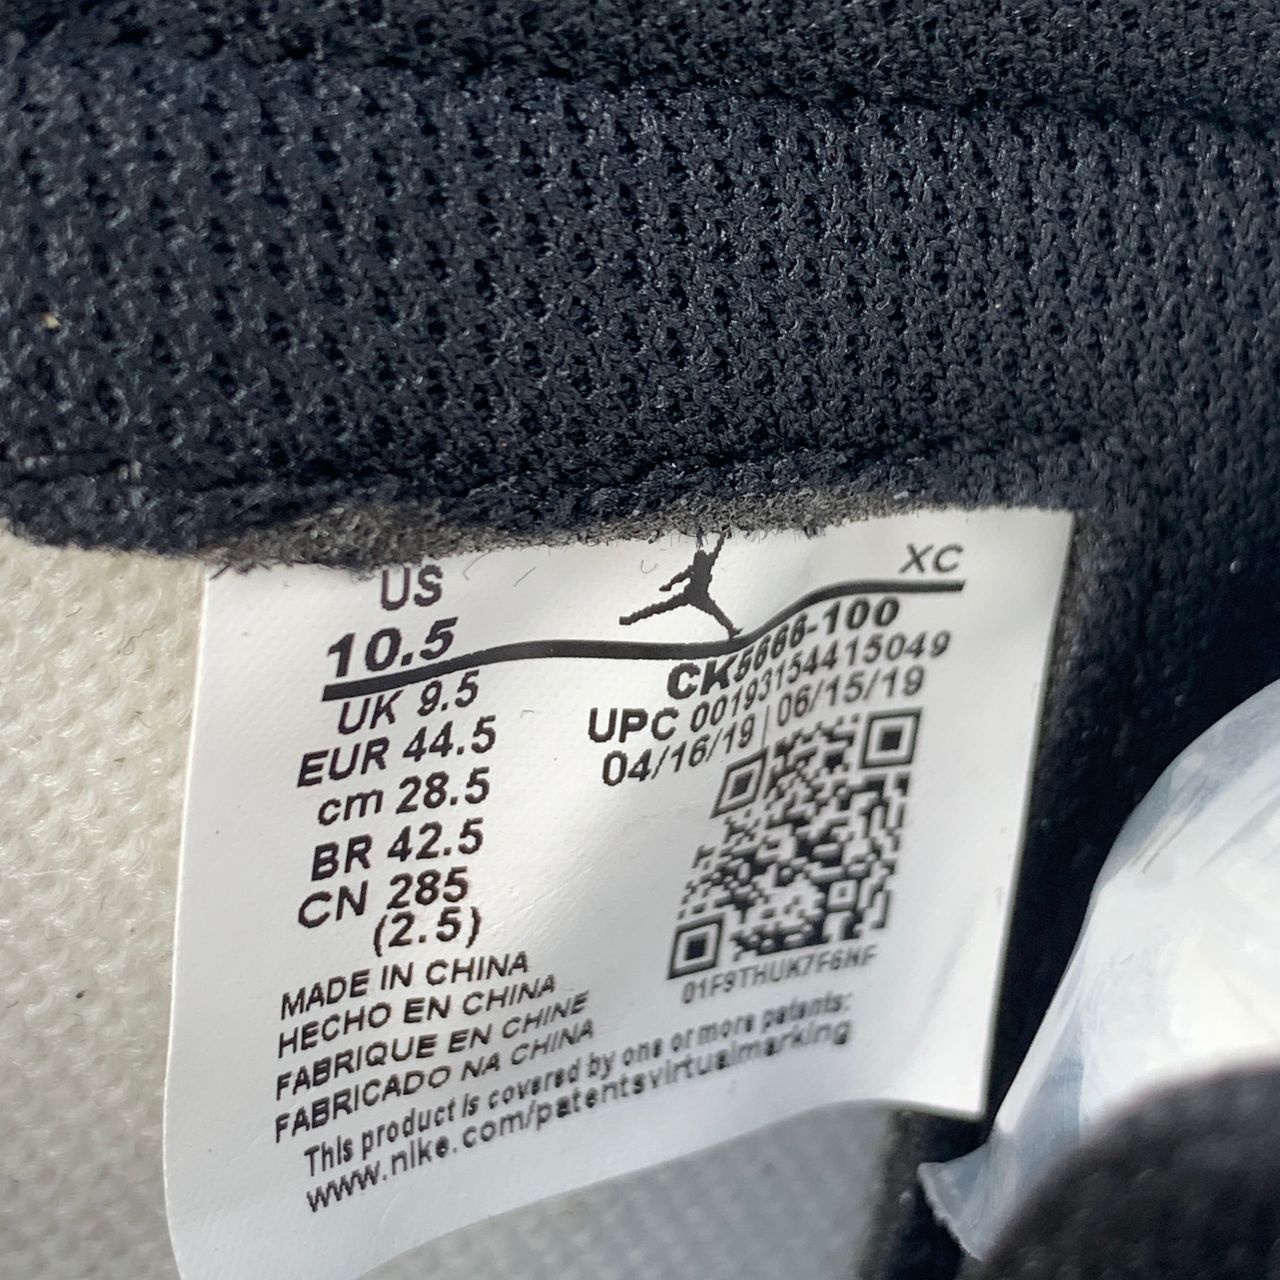 US
10.5
UK 9.5
EUR 44.5
cm 28.5
BR 42.5
CN 285
(2.5)
XC
CK5666-100
UPC 00193154415049
04/16/19 | 06/15/19
01F9THUK7F6NF
MADE IN CHINA
HECHO EN CHINA
FABRIQUE EN CHINE
FABRICADO NA CHINA
This product is covered by one or more patents:
www.nike.com/patentsvirtualmarking